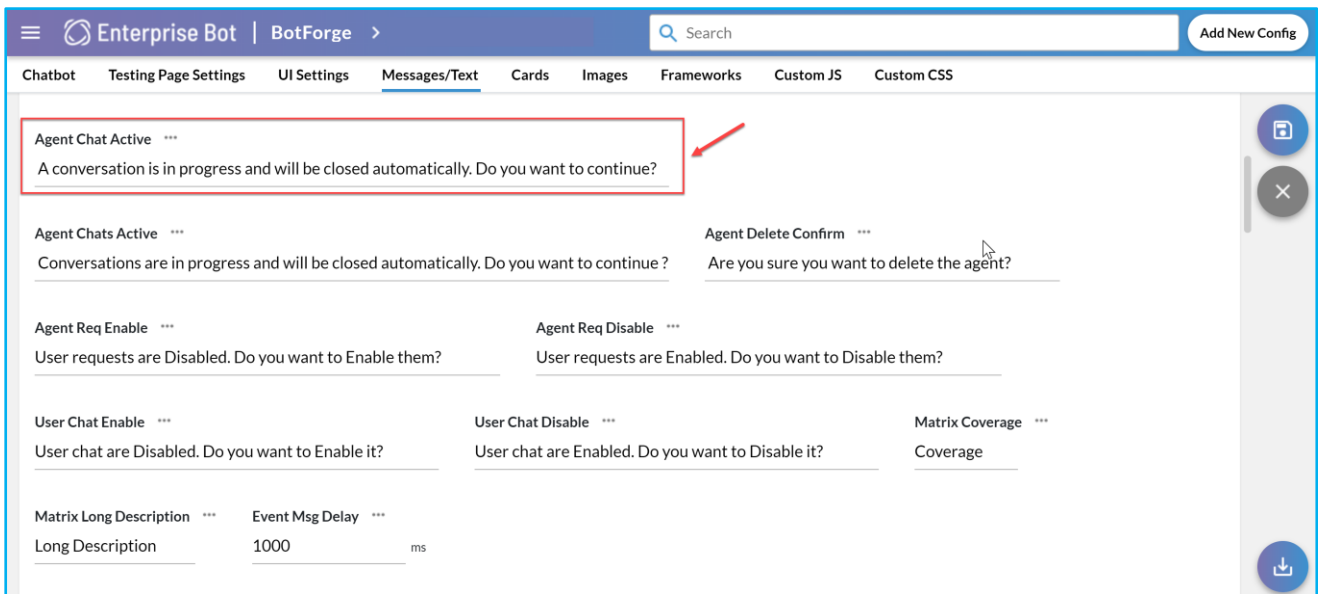 Enterprise Bot | BotForge >
Search
Add New Config
Chatbot Testing Page Settings UI Settings Messages/Text Cards Images Frameworks Custom JS Custom CSS
Agent Chat Active ...
A conversation is in progress and will be closed automatically. Do you want to continue?
Agent Chats Active ... Agent Delete Confirm ...
Conversations are in progress and will be closed automatically. Do you want to continue ? Are you sure you want to delete the agent?
Agent Req Enable ... Agent Req Disable ...
User requests are Disabled. Do you want to Enable them? User requests are Enabled. Do you want to Disable them?
User Chat Enable ... User Chat Disable ... Matrix Coverage ...
User chat are Disabled. Do you want to Enable it? User chat are Enabled. Do you want to Disable it? Coverage
Matrix Long Description ... Event Msg Delay ...
Long Description 1000 ms